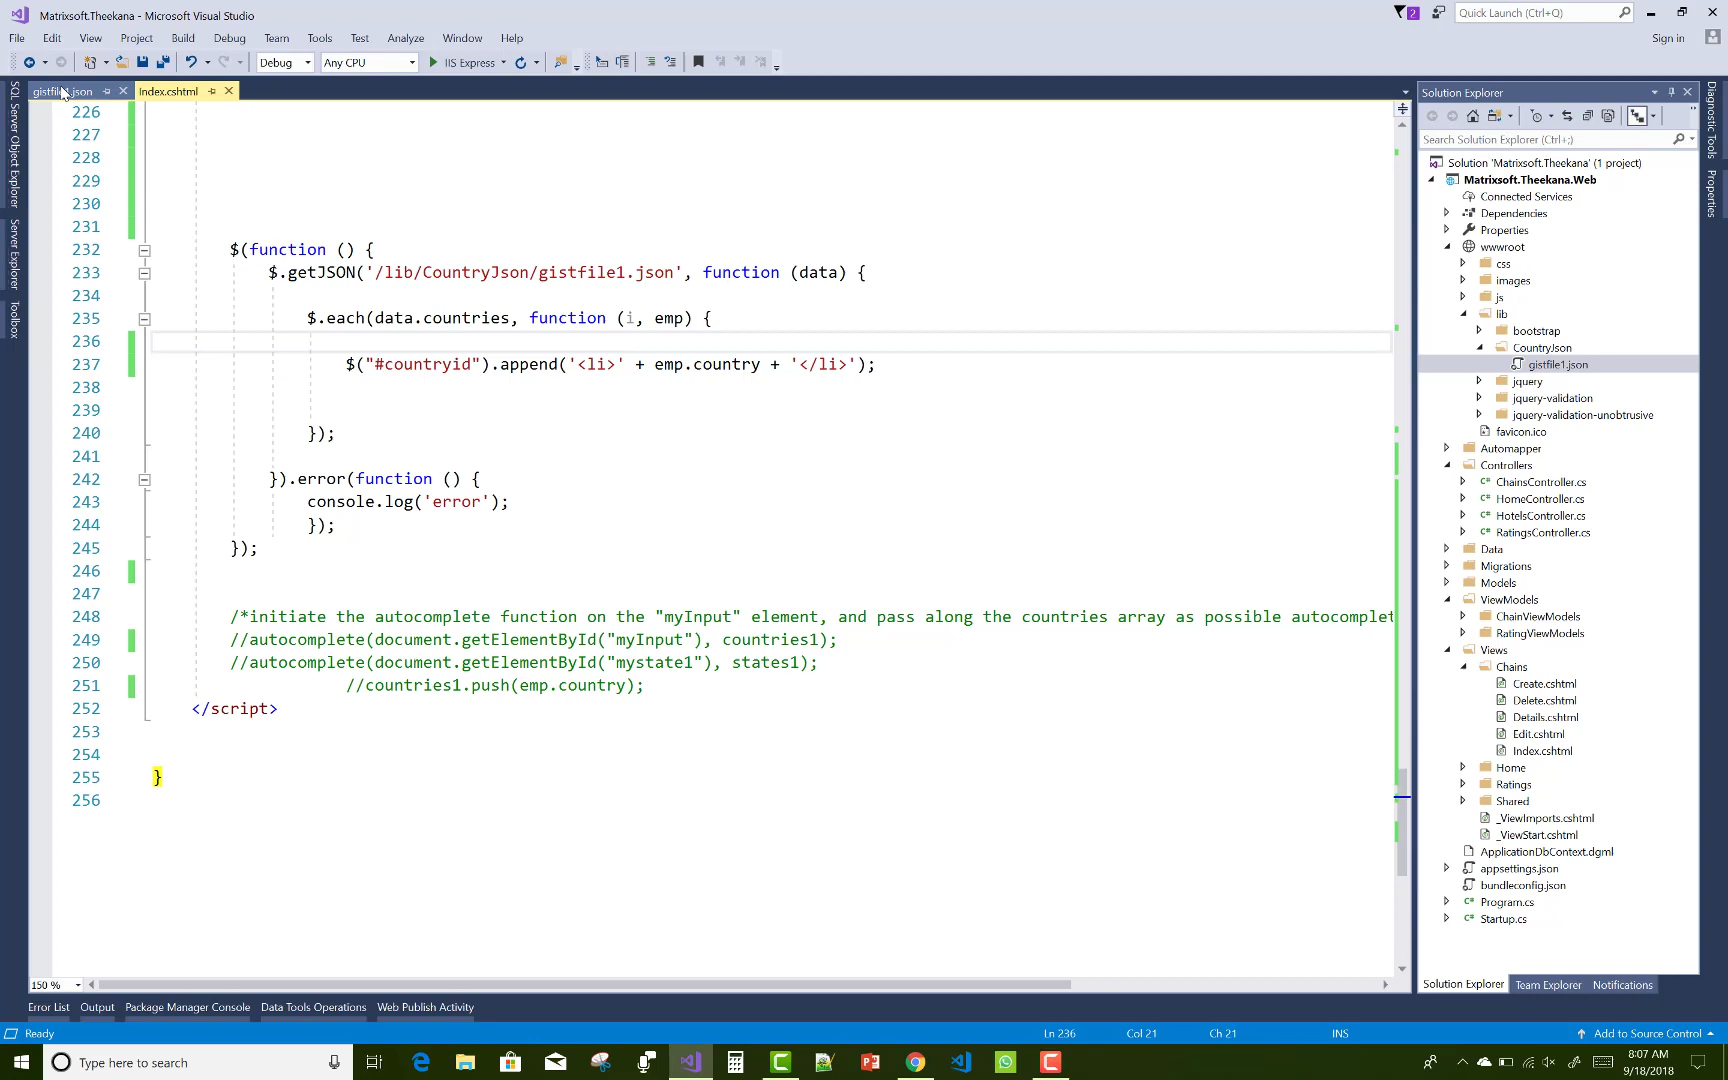 Matrixsoft.Theekana - Microsoft Visual Studio
2
Quick Launch (Ctrl+Q)
File Edit View Project Build Debug Team Tools Test Analyze Window Help
Sign in
Debug Any CPU IIS Express
gistfile1.json Index.cshtml
SQL Server Object Explorer
Server Explorer
Toolbox
226
227
228
229
230
231
232 $(function () {
233 $.getJSON('/lib/CountryJson/gistfile1.json', function (data) {
234
235 $.each(data.countries, function (i, emp) {
236
237 $("#countryid").append('<li>' + emp.country + '</li>');
238
239
240 });
241
242 }).error(function () {
243 console.log('error');
244 });
245 });
246
247
248 /*initiate the autocomplete function on the "myInput" element, and pass along the countries array as possible autocomplet
249 //autocomplete(document.getElementById("myInput"), countries1);
250 //autocomplete(document.getElementById("mystate1"), states1);
251 //countries1.push(emp.country);
252 </script>
253
254
255 }
256
150 %
Solution Explorer
Search Solution Explorer (Ctrl+;)
Solution 'Matrixsoft.Theekana' (1 project)
Matrixsoft.Theekana.Web
Connected Services
Dependencies
Properties
wwwroot
css
images
js
lib
bootstrap
CountryJson
gistfile1.json
jquery
jquery-validation
jquery-validation-unobtrusive
favicon.ico
Automapper
Controllers
C# ChainsController.cs
C# HomeController.cs
C# HotelsController.cs
C# RatingsController.cs
Data
Migrations
Models
ViewModels
C# ChainViewModels
C# RatingViewModels
Views
Chains
Create.cshtml
Delete.cshtml
Details.cshtml
Edit.cshtml
Index.cshtml
Home
Ratings
Shared
_ViewImports.cshtml
_ViewStart.cshtml
ApplicationDbContext.dgml
appsettings.json
bundleconfig.json
C# Program.cs
C# Startup.cs
Diagnostic Tools
Properties
Solution Explorer Team Explorer Notifications
Error List Output Package Manager Console Data Tools Operations Web Publish Activity
Ready Ln 236 Col 21 Ch 21 INS Add to Source Control
Type here to search
8:07 AM
9/18/2018